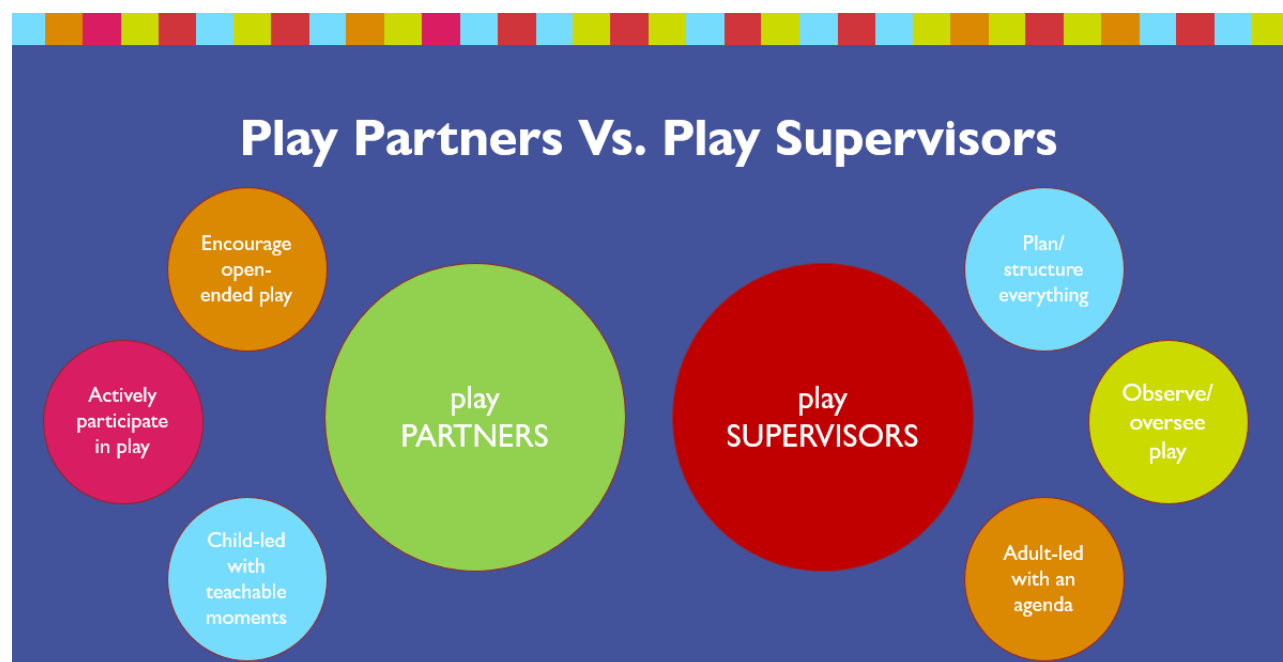 Play Partners Vs. Play Supervisors
Encourage
open-
ended play
Actively
participate
in play
Child-led
with
teachable
moments
play
PARTNERS
play
SUPERVISORS
Plan/
structure
everything
Observe/
oversee
play
Adult-led
with an
agenda